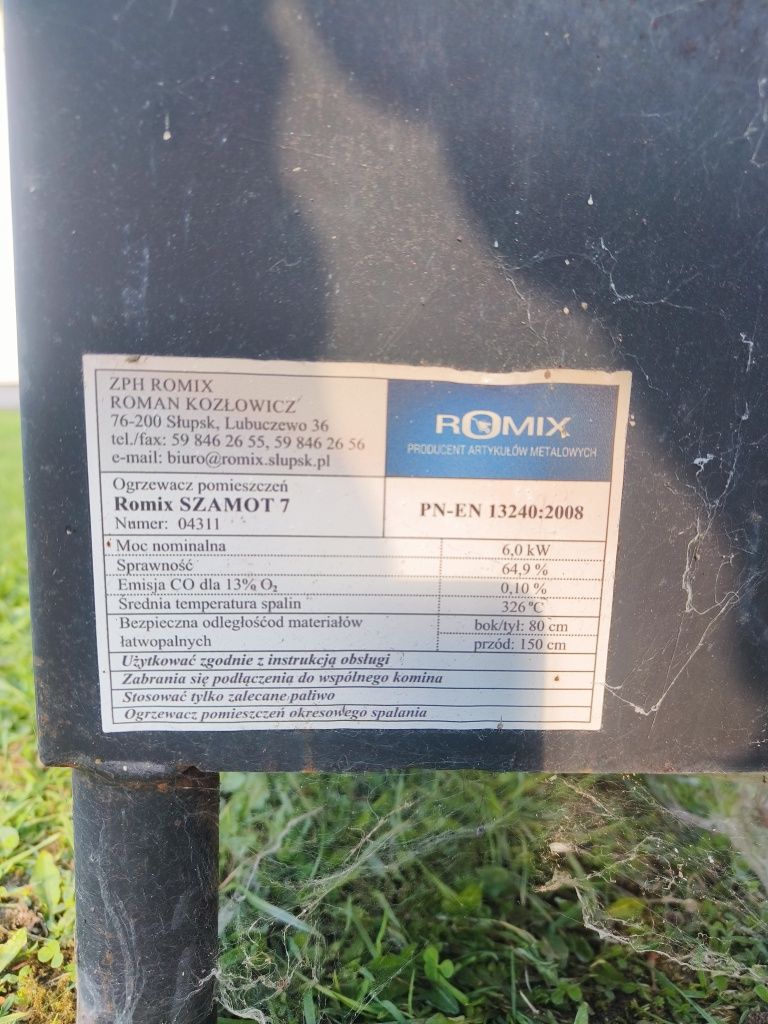 ZPH ROMIX
ROMAN KOZŁOWICZ
76-200 Słupsk, Lubuczewo 36
tel./fax: 59 846 26 55, 59 846 26 56
e-mail: biuro@romix.slupsk.pl
ROMIX
PRODUCENT ARTYKUŁÓW METALOWYCH
Ogrzewacz pomieszczeń
Romix SZAMOT 7
Numer: 04311
PN-EN 13240:2008
Moc nominalna 6,0 kW
Sprawność 64,9 %
Emisja CO dla 13% O₂ 0,10 %
Średnia temperatura spalin 326 °C
Bezpieczna odległośćod materiałów bok/tył: 80 cm
łatwopalnych przód: 150 cm
Użytkować zgodnie z instrukcją obsługi
Zabrania się podłączenia do wspólnego komina
Stosować tylko zalecane paliwo
Ogrzewacz pomieszczeń okresowego spalania